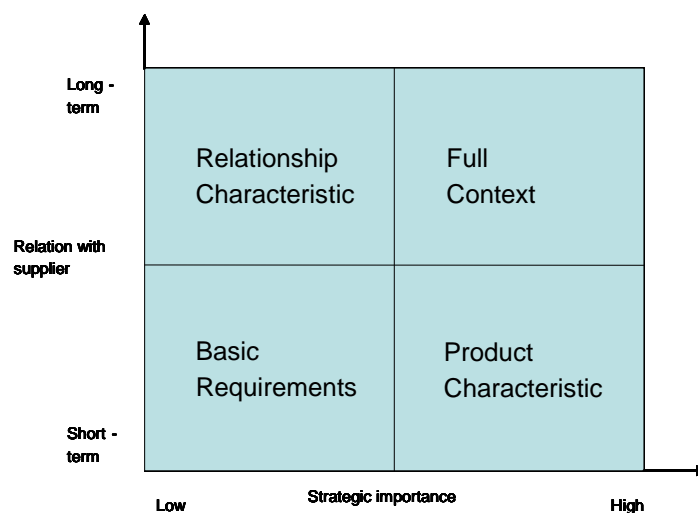 Long -
term
Relationship
Characteristic
Full
Context
Relation with
supplier
Basic
Requirements
Product
Characteristic
Short -
term
Low
Strategic importance
High